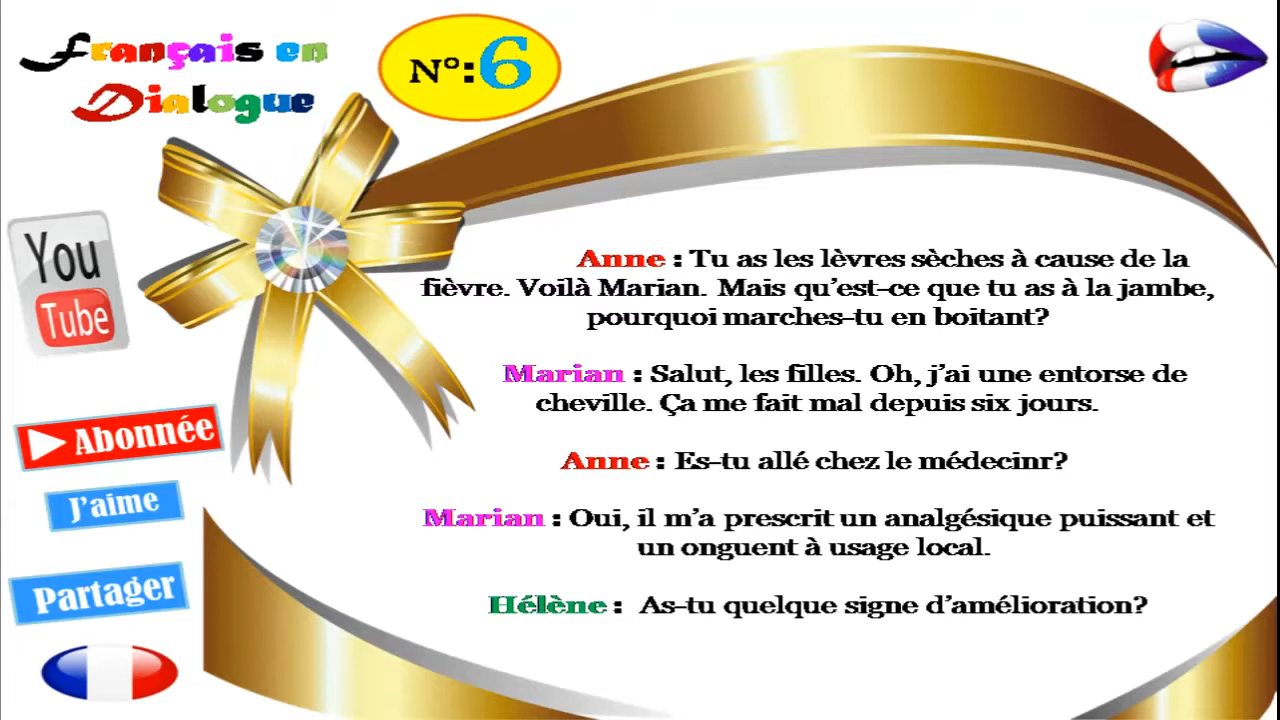 Français en
Dialogue
N°:6
You
Tube
Anne : Tu as les lèvres sèches à cause de la
fièvre. Voilà Marian. Mais qu’est-ce que tu as à la jambe,
pourquoi marches-tu en boitant?
Marian : Salut, les filles. Oh, j’ai une entorse de
cheville. Ça me fait mal depuis six jours.
Anne : Es-tu allé chez le médecinr?
Marian : Oui, il m’a prescrit un analgésique puissant et
un onguent à usage local.
Hélène : As-tu quelque signe d’amélioration?
Abonnée
J’aime
Partager